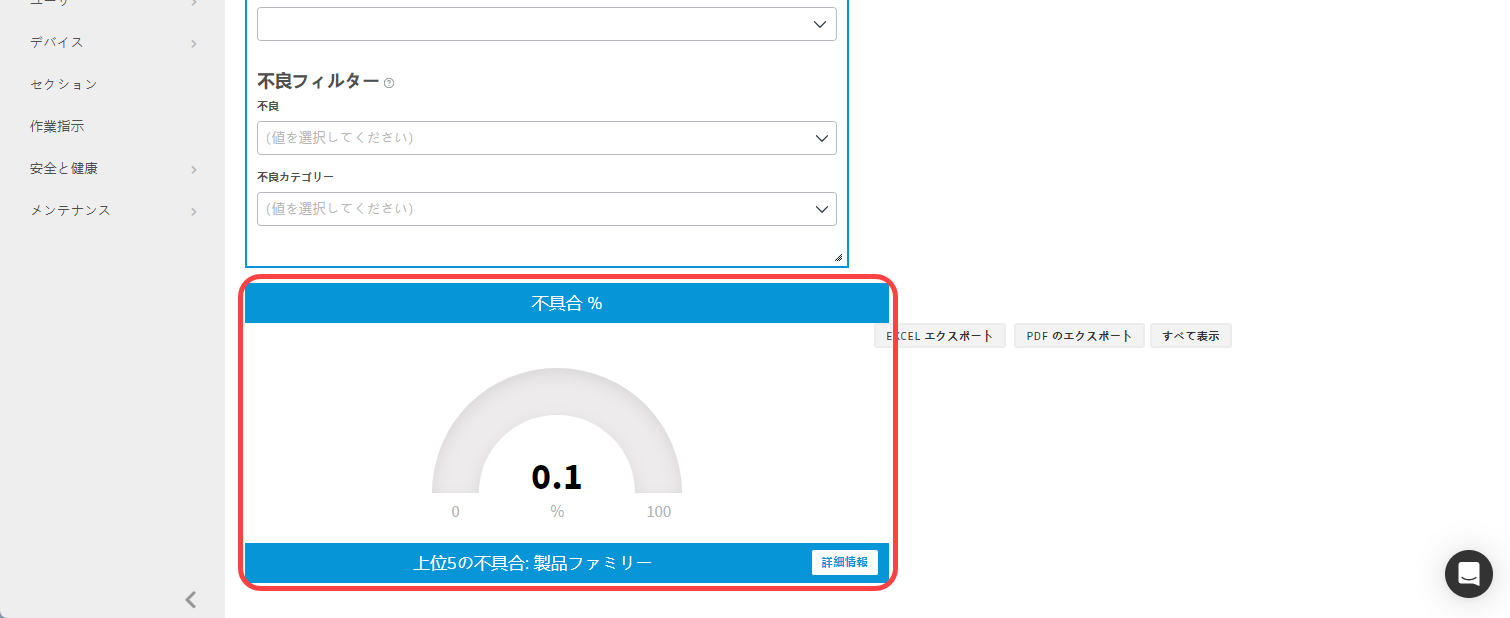 ユーザ
デバイス
セクション
作業指示
安全と健康
メンテナンス
不良フィルター
不良
(値を選択してください)
不良カテゴリー
(値を選択してください)
不具合 %
EXCEL エクスポート
PDF のエクスポート
すべて表示
0.1
0
%
100
上位5の不具合: 製品ファミリー
詳細情報